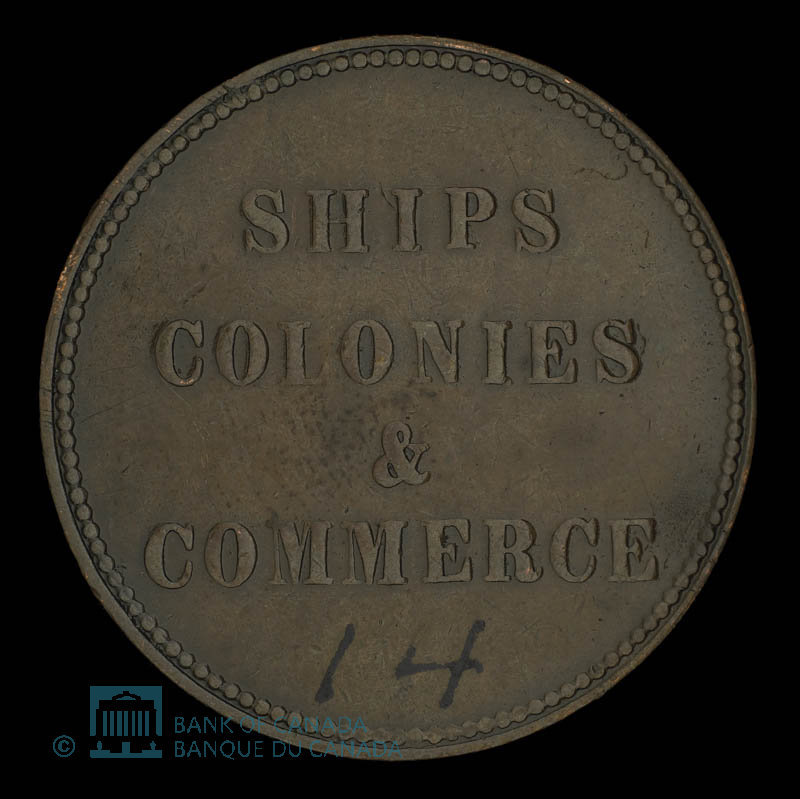 SHIPS
COLONIES
&
COMMERCE
14
© BANK OF CANADA
BANQUE DU CANADA